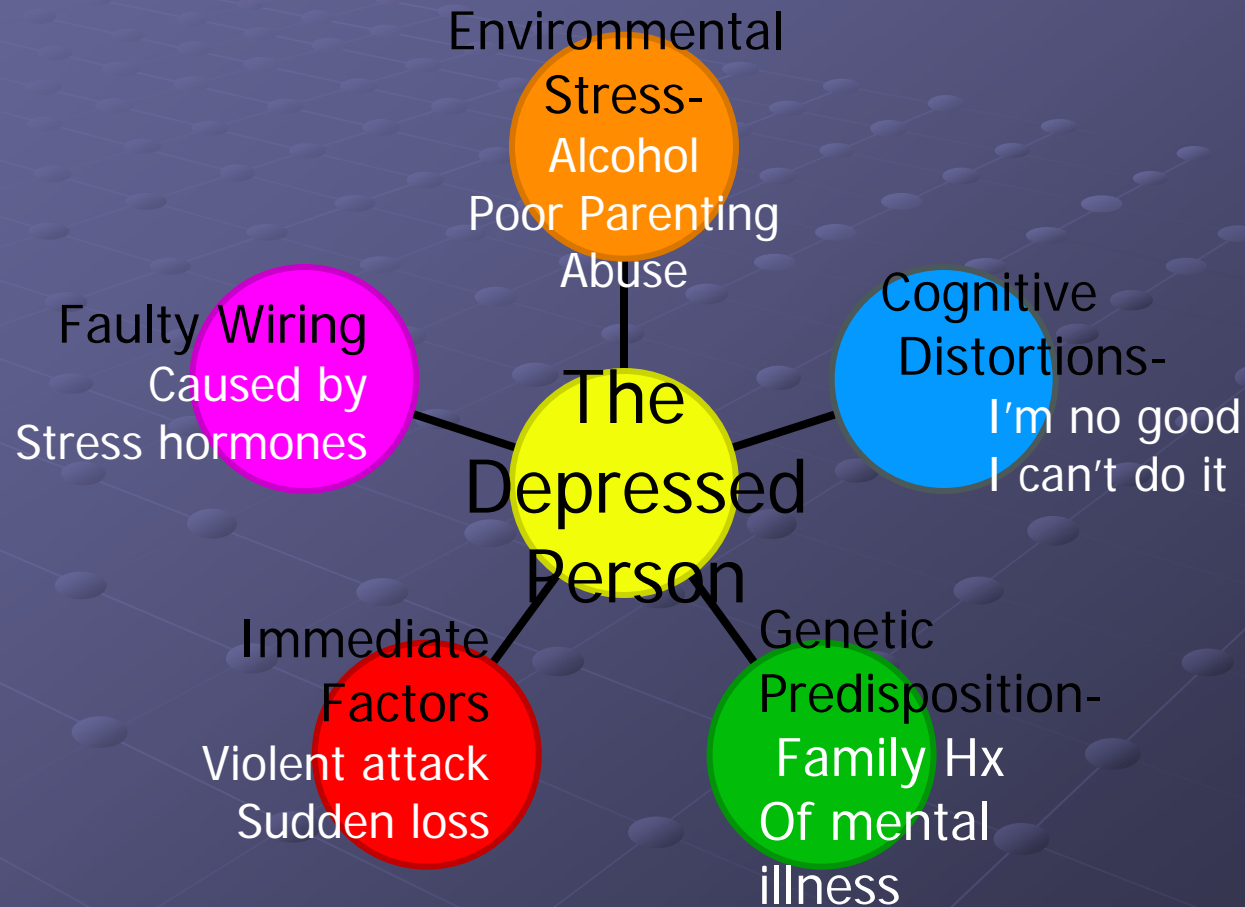 Environmental
Stress-
Alcohol
Poor Parenting
Abuse
Faulty Wiring
Caused by
Stress hormones
Cognitive
Distortions-
I'm no good
I can't do it
The
Depressed
Person
Immediate
Factors
Violent attack
Sudden loss
Genetic
Predisposition-
Family Hx
Of mental
illness